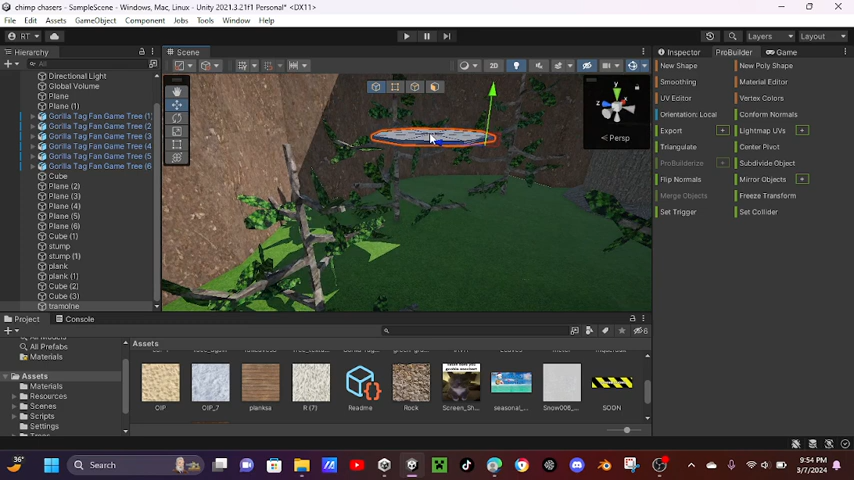 chimp chasers - SampleScene - Windows, Mac, Linux - Unity 2021.3.21f1 Personal* <DX11>
File Edit Assets GameObject Component Jobs Tools Window Help
RT
Layers Layout
Hierarchy
All
Directional Light
Global Volume
Plane
Plane (1)
Gorilla Tag Fan Game Tree (1)
Gorilla Tag Fan Game Tree (2
Gorilla Tag Fan Game Tree (3
Gorilla Tag Fan Game Tree (4
Gorilla Tag Fan Game Tree (5
Gorilla Tag Fan Game Tree (6
Cube
Plane (2)
Plane (3)
Plane (4)
Plane (5)
Plane (6)
Cube (1)
stump
stump (1)
plank
plank (1)
Cube (2)
Cube (3)
tramolne
Scene
2D
y
z
Persp
Inspector ProBuilder Game
New Shape New Poly Shape
Smoothing Material Editor
UV Editor Vertex Colors
Orientation: Local Conform Normals
Export + Lightmap UVs +
Triangulate Center Pivot
ProBuilderize + Subdivide Object
Flip Normals Mirror Objects +
Merge Objects Freeze Transform
Set Trigger Set Collider
Project Console
6
All Prefabs
Materials
Assets
Materials
Resources
Scenes
Scripts
Settings
Assets
OIP OIP_7 planksa R (7) Readme Rock Screen_Sh... seasonal_... Snow006_... SOON
36°
Search
9:54 PM
3/7/2024